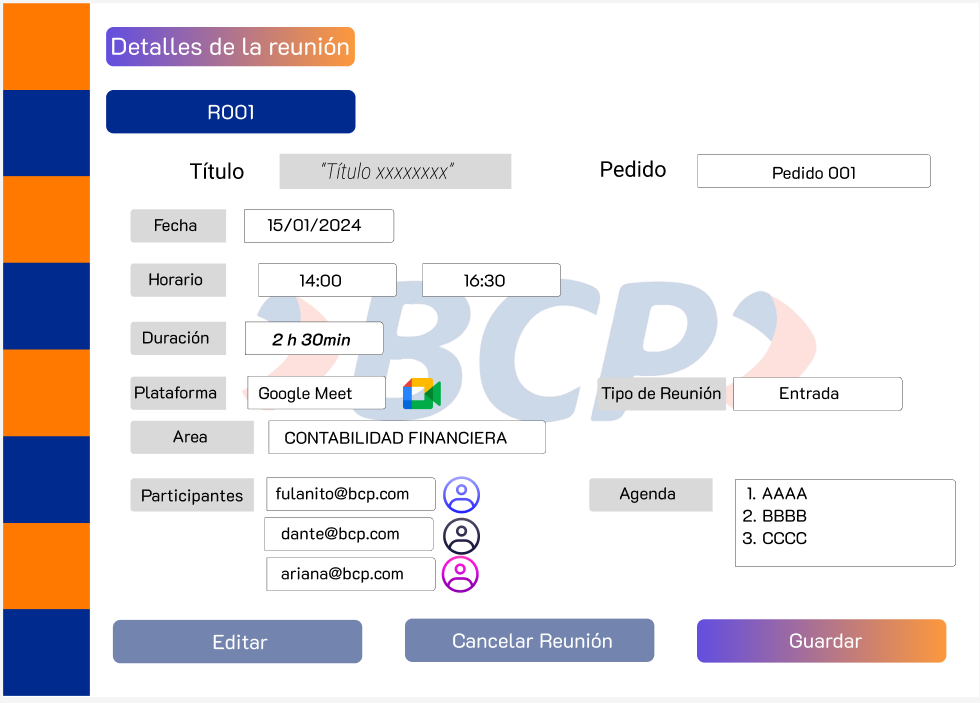 Detalles de la reunión
R001
Título "Título xxxxxxxx" Pedido Pedido 001
Fecha 15/01/2024
Horario 14:00 16:30
BCP
Duración 2 h 30min
Plataforma Google Meet Tipo de Reunión Entrada
Area CONTABILIDAD FINANCIERA
Participantes fulanito@bcp.com Agenda 1. AAAA
2. BBBB
dante@bcp.com 3. CCCC
ariana@bcp.com
Editar Cancelar Reunión Guardar